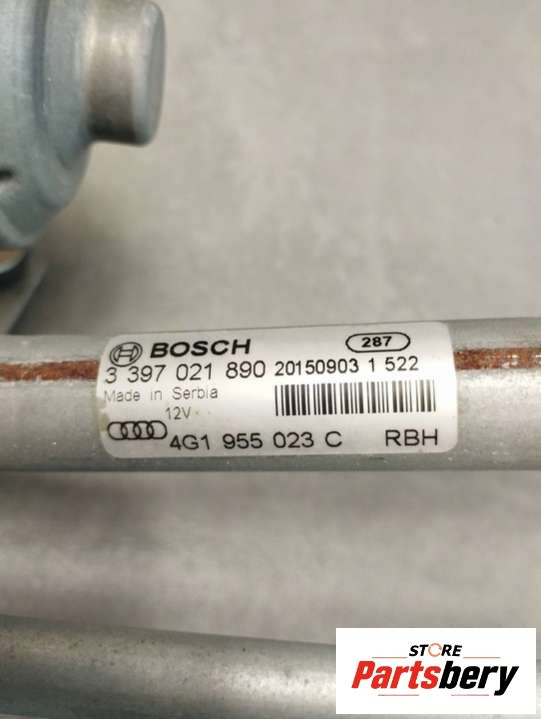 BOSCH 287
3 397 021 890 20150903 1 522
Made in Serbia
12V
4G1 955 023 C RBH
STORE
Partsbery